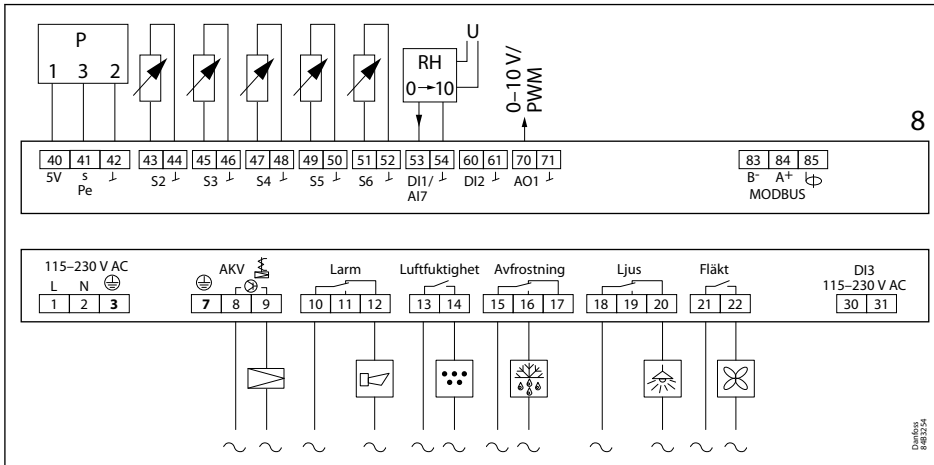 P
1 3 2
RH
0→10
U
0–10 V/
PWM
8
40 41 42 43 44 45 46 47 48 49 50 51 52 53 54 60 61 70 71 83 84 85
5V s S2 S3 S4 S5 S6 DI1/ DI2 AO1 B- A+
Pe AI7 MODBUS
115–230 V AC AKV Larm Luftfuktighet Avfrostning Ljus Fläkt DI3
L N 115–230 V AC
1 2 3 7 8 9 10 11 12 13 14 15 16 17 18 19 20 21 22 30 31
Danfoss
84B3254